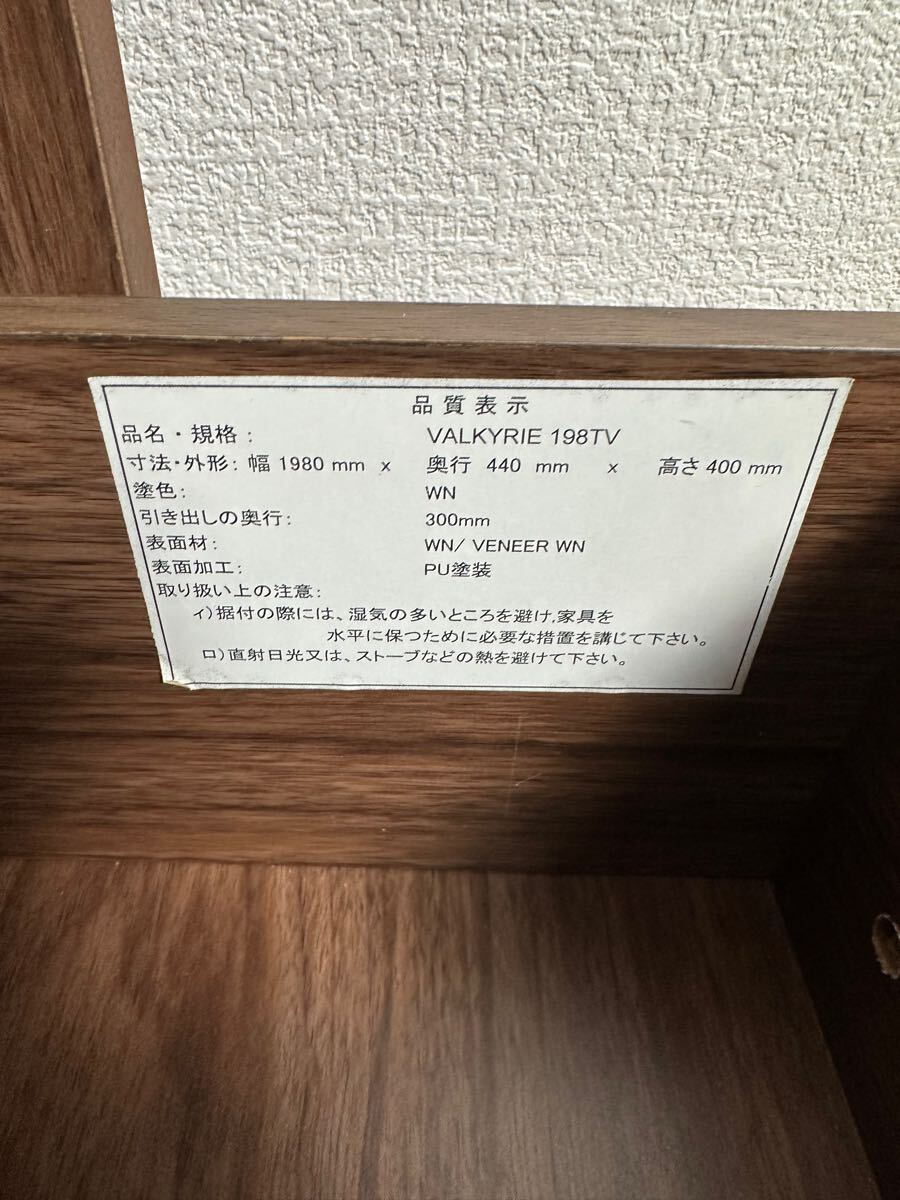 品質表示
品名・規格： VALKYRIE 198TV
寸法・外形: 幅 1980 mm x 奥行 440 mm x 高さ 400 mm
塗色: WN
引き出しの奥行: 300mm
表面材: WN/ VENEER WN
表面加工: PU塗装
取り扱い上の注意:
ィ)据付の際には、湿気の多いところを避け,家具を
水平に保つために必要な措置を講じて下さい。
ロ)直射日光又は、ストーブなどの熱を避けて下さい。